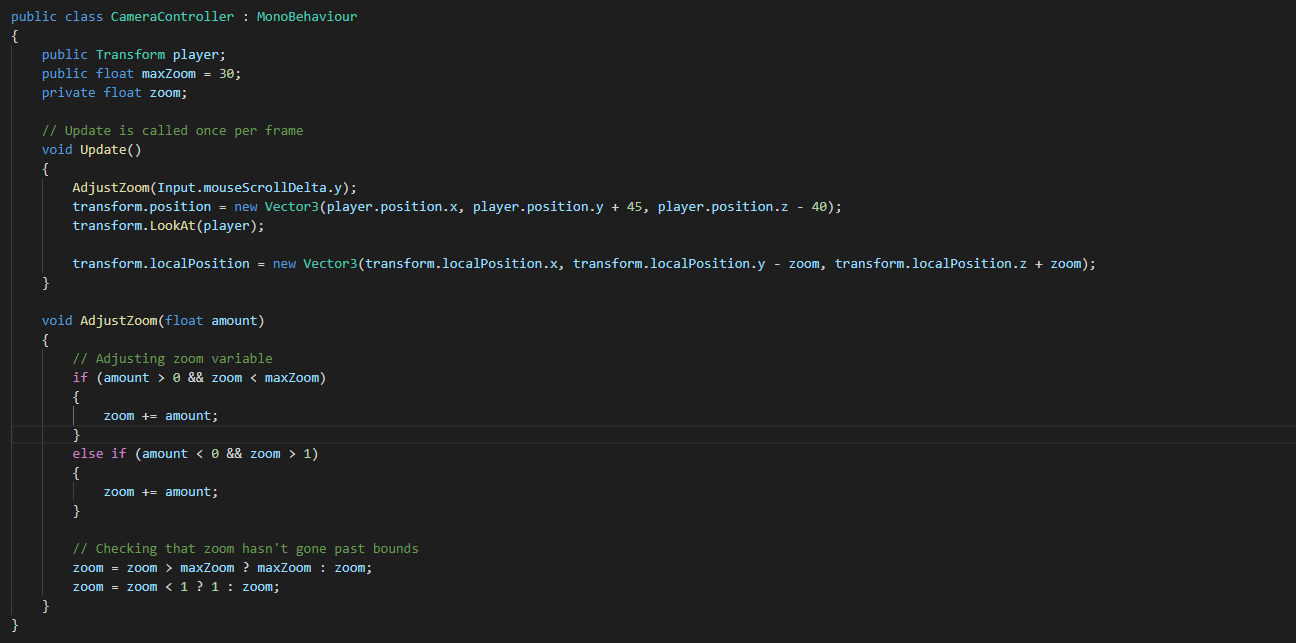 public class CameraController : MonoBehaviour
{
    public Transform player;
    public float maxZoom = 30;
    private float zoom;

    // Update is called once per frame
    void Update()
    {
        AdjustZoom(Input.mouseScrollDelta.y);
        transform.position = new Vector3(player.position.x, player.position.y + 45, player.position.z - 40);
        transform.LookAt(player);

        transform.localPosition = new Vector3(transform.localPosition.x, transform.localPosition.y - zoom, transform.localPosition.z + zoom);
    }

    void AdjustZoom(float amount)
    {
        // Adjusting zoom variable
        if (amount > 0 && zoom < maxZoom)
        {
            zoom += amount;
        }
        else if (amount < 0 && zoom > 1)
        {
            zoom += amount;
        }

        // Checking that zoom hasn't gone past bounds
        zoom = zoom > maxZoom ? maxZoom : zoom;
        zoom = zoom < 1 ? 1 : zoom;
    }
}